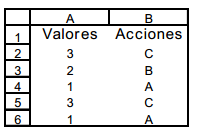 A B
1 Valores Acciones
2 3 C
3 2 B
4 1 A
5 3 C
6 1 A